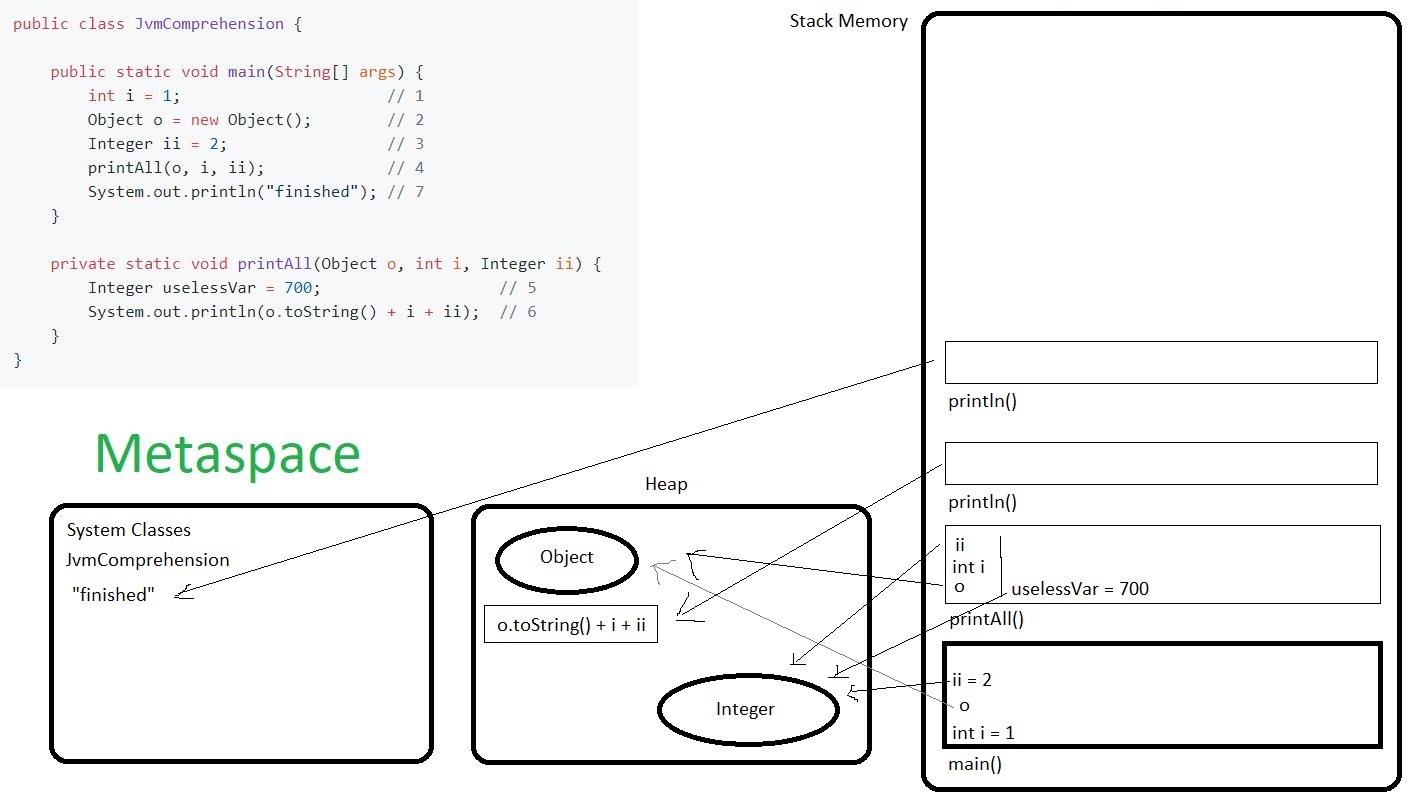 public class JvmComprehension {
public static void main(String[] args) {
int i = 1; // 1
Object o = new Object(); // 2
Integer ii = 2; // 3
printAll(o, i, ii); // 4
System.out.println("finished"); // 7
}
private static void printAll(Object o, int i, Integer ii) {
Integer uselessVar = 700; // 5
System.out.println(o.toString() + i + ii); // 6
}
}
Metaspace
System Classes
JvmComprehension
"finished"
Heap
Object
o.toString() + i + ii
Integer
Stack Memory
println()
println()
ii
int i
o
uselessVar = 700
printAll()
ii = 2
o
int i = 1
main()